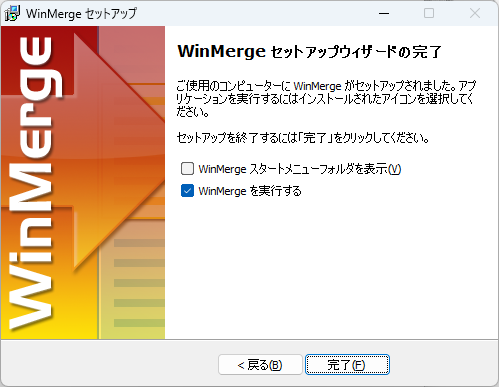 WinMerge セットアップ
WinMerge
WinMerge セットアップウィザードの完了
ご使用のコンピューターに WinMerge がセットアップされました。アプ
リケーションを実行するにはインストールされたアイコンを選択してく
ださい。
セットアップを終了するには「完了」をクリックしてください。
WinMerge スタートメニューフォルダを表示(V)
WinMerge を実行する
< 戻る(B)
完了(F)